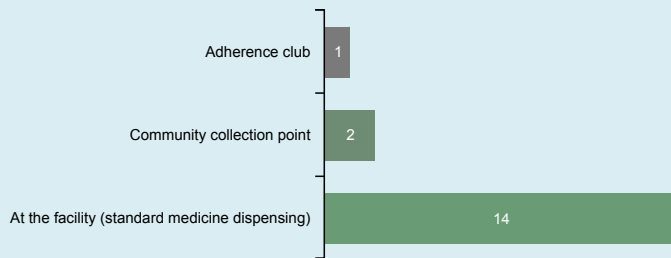 Adherence club
1
Community collection point
2
At the facility (standard medicine dispensing)
14